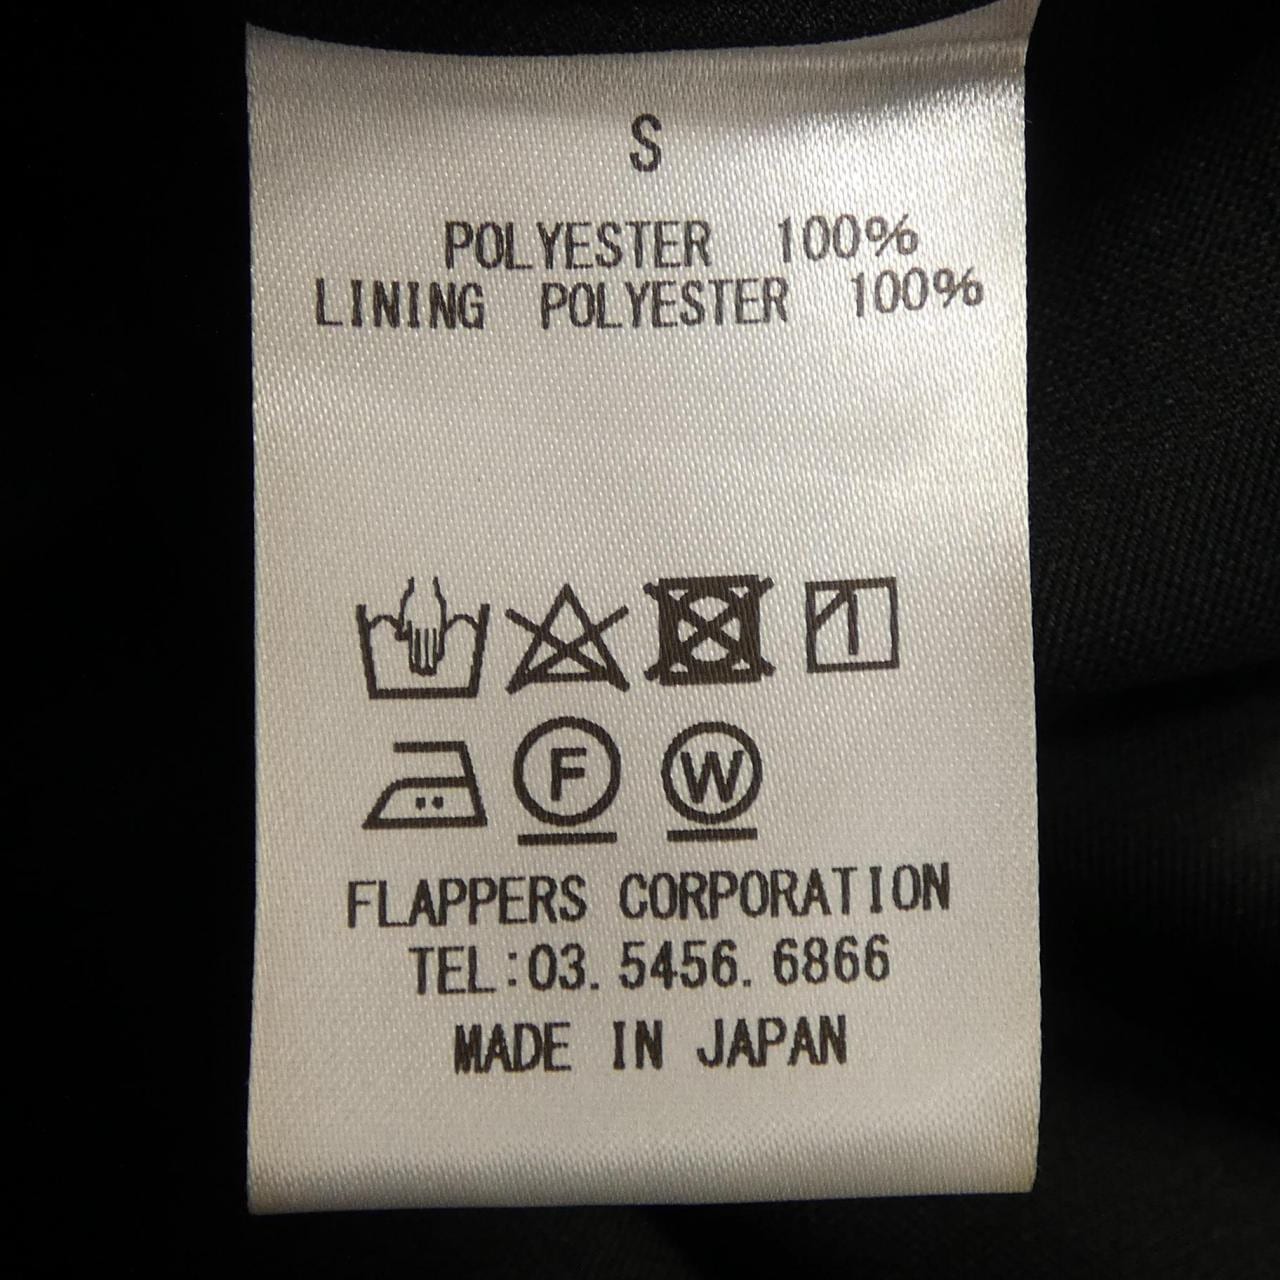 S
POLYESTER 100%
LINING POLYESTER 100%
F W
FLAPPERS CORPORATION
TEL:03. 5456. 6866
MADE IN JAPAN